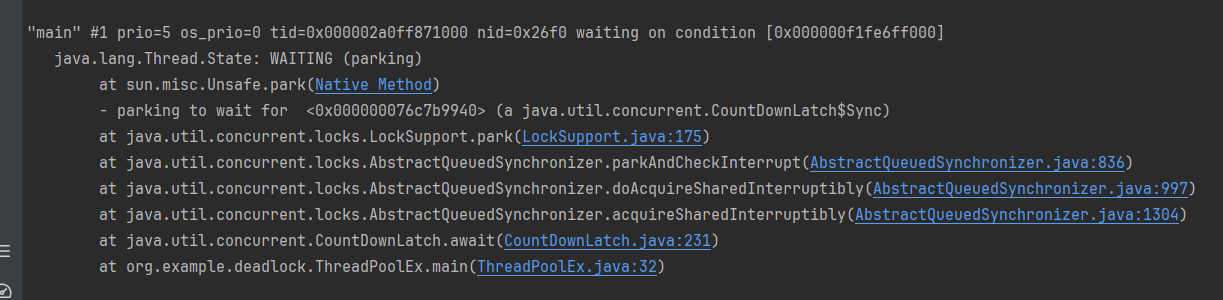 "main" #1 prio=5 os_prio=0 tid=0x000002a0ff871000 nid=0x26f0 waiting on condition [0x000000f1fe6ff000]
java.lang.Thread.State: WAITING (parking)
at sun.misc.Unsafe.park(Native Method)
- parking to wait for  <0x000000076c7b9940> (a java.util.concurrent.CountDownLatch$Sync)
at java.util.concurrent.locks.LockSupport.park(LockSupport.java:175)
at java.util.concurrent.locks.AbstractQueuedSynchronizer.parkAndCheckInterrupt(AbstractQueuedSynchronizer.java:836)
at java.util.concurrent.locks.AbstractQueuedSynchronizer.doAcquireSharedInterruptibly(AbstractQueuedSynchronizer.java:997)
at java.util.concurrent.locks.AbstractQueuedSynchronizer.acquireSharedInterruptibly(AbstractQueuedSynchronizer.java:1304)
at java.util.concurrent.CountDownLatch.await(CountDownLatch.java:231)
at org.example.deadlock.ThreadPoolEx.main(ThreadPoolEx.java:32)